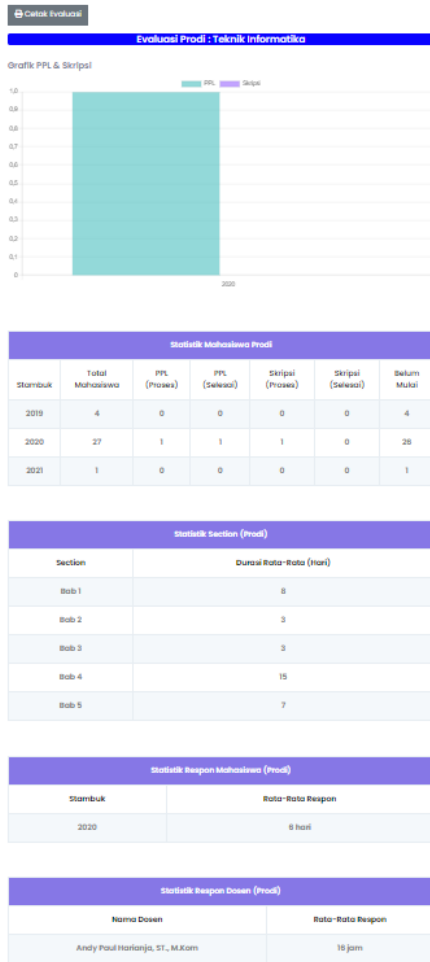 Cetak Evaluasi
Evaluasi Prodi : Teknik Informatika
Grafik PPL & Skripsi
PPL Skripsi
1,0
0,9
0,8
0,7
0,6
0,5
0,4
0,3
0,2
0,1
0
2020
Statistik Mahasiswa Prodi
Stambuk Total Mahasiswa PPL (Proses) PPL (Selesai) Skripsi (Proses) Skripsi (Selesai) Belum Mulai
2019 4 0 0 0 0 4
2020 27 1 1 1 0 26
2021 1 0 0 0 0 1
Statistik Section (Prodi)
Section Durasi Rata-Rata (Hari)
Bab 1 8
Bab 2 3
Bab 3 3
Bab 4 15
Bab 5 7
Statistik Respon Mahasiswa (Prodi)
Stambuk Rata-Rata Respon
2020 6 hari
Statistik Respon Dosen (Prodi)
Nama Dosen Rata-Rata Respon
Andy Paul Harianja, ST., M.Kom 16 jam